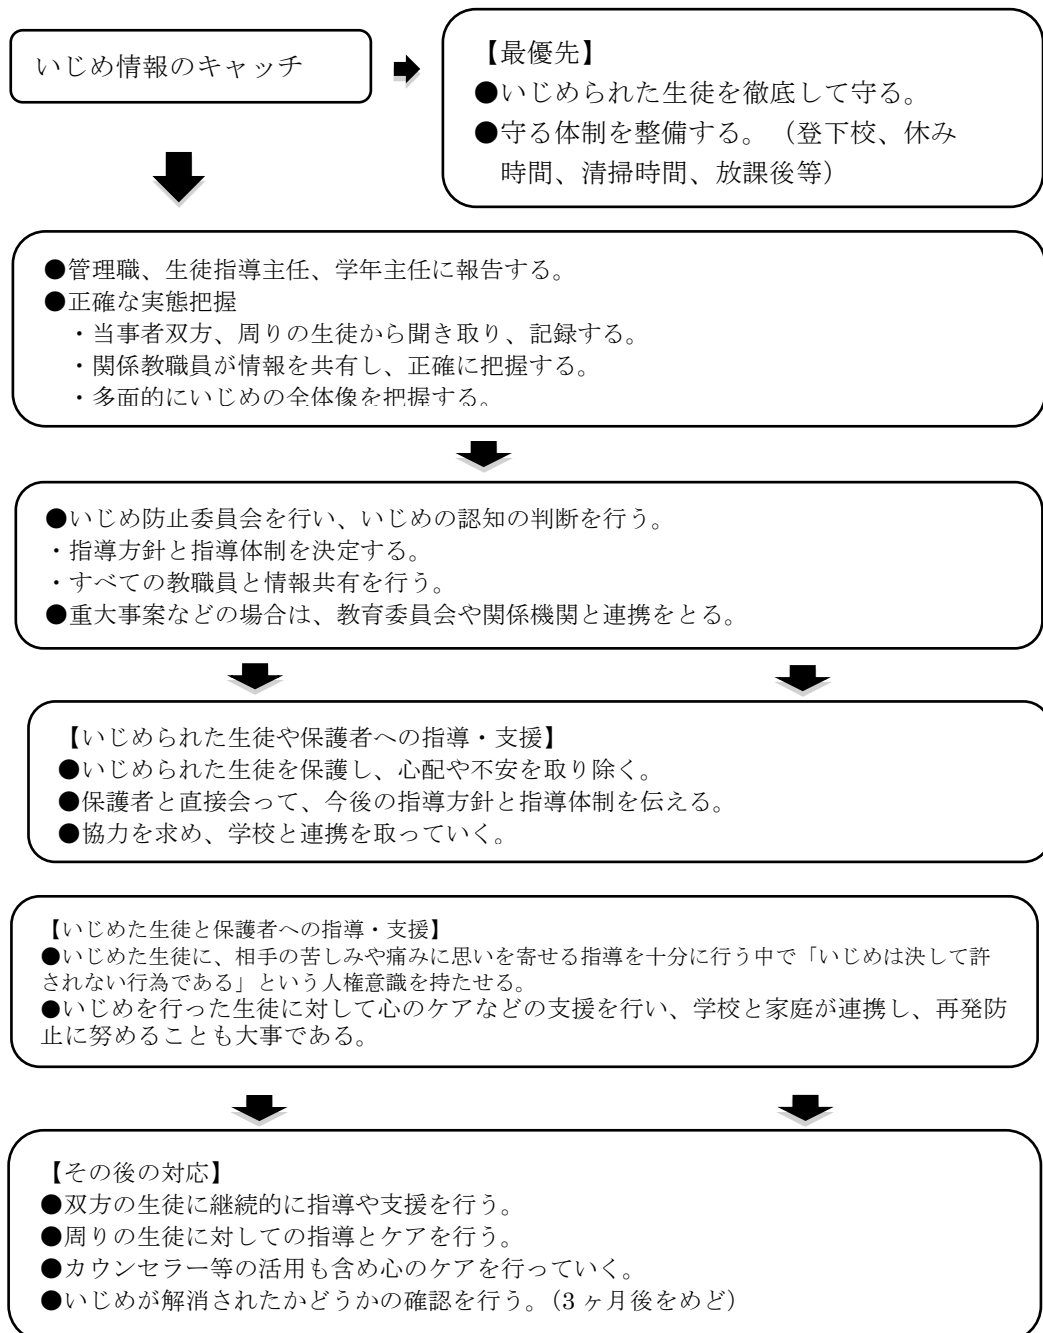 いじめ情報のキャッチ
【最優先】
●いじめられた生徒を徹底して守る。
●守る体制を整備する。（登下校、休み
時間、清掃時間、放課後等）
●管理職、生徒指導主任、学年主任に報告する。
●正確な実態把握
・当事者双方、周りの生徒から聞き取り、記録する。
・関係教職員が情報を共有し、正確に把握する。
・多面的にいじめの全体像を把握する。
●いじめ防止委員会を行い、いじめの認知の判断を行う。
・指導方針と指導体制を決定する。
・すべての教職員と情報共有を行う。
●重大事案などの場合は、教育委員会や関係機関と連携をとる。
【いじめられた生徒や保護者への指導・支援】
●いじめられた生徒を保護し、心配や不安を取り除く。
●保護者と直接会って、今後の指導方針と指導体制を伝える。
●協力を求め、学校と連携を取っていく。
【いじめた生徒と保護者への指導・支援】
●いじめた生徒に、相手の苦しみや痛みに思いを寄せる指導を十分に行う中で「いじめは決して許
されない行為である」という人権意識を持たせる。
●いじめを行った生徒に対して心のケアなどの支援を行い、学校と家庭が連携し、再発防
止に努めることも大事である。
【その後の対応】
●双方の生徒に継続的に指導や支援を行う。
●周りの生徒に対しての指導とケアを行う。
●カウンセラー等の活用も含め心のケアを行っていく。
●いじめが解消されたかどうかの確認を行う。（3 ヶ月後をめど）